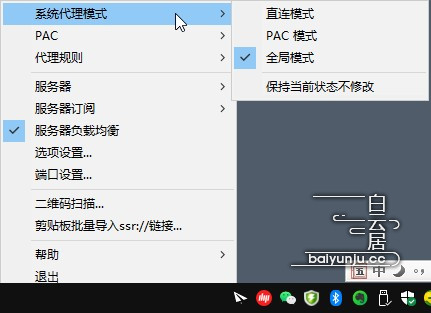 系统代理模式
PAC
代理规则
服务器
服务器订阅
服务器负载均衡
选项设置...
端口设置...
二维码扫描...
剪贴板批量导入ssr://链接...
帮助
退出
直连模式
PAC 模式
全局模式
保持当前状态不修改
白云居
baiyunju.cc
五 中